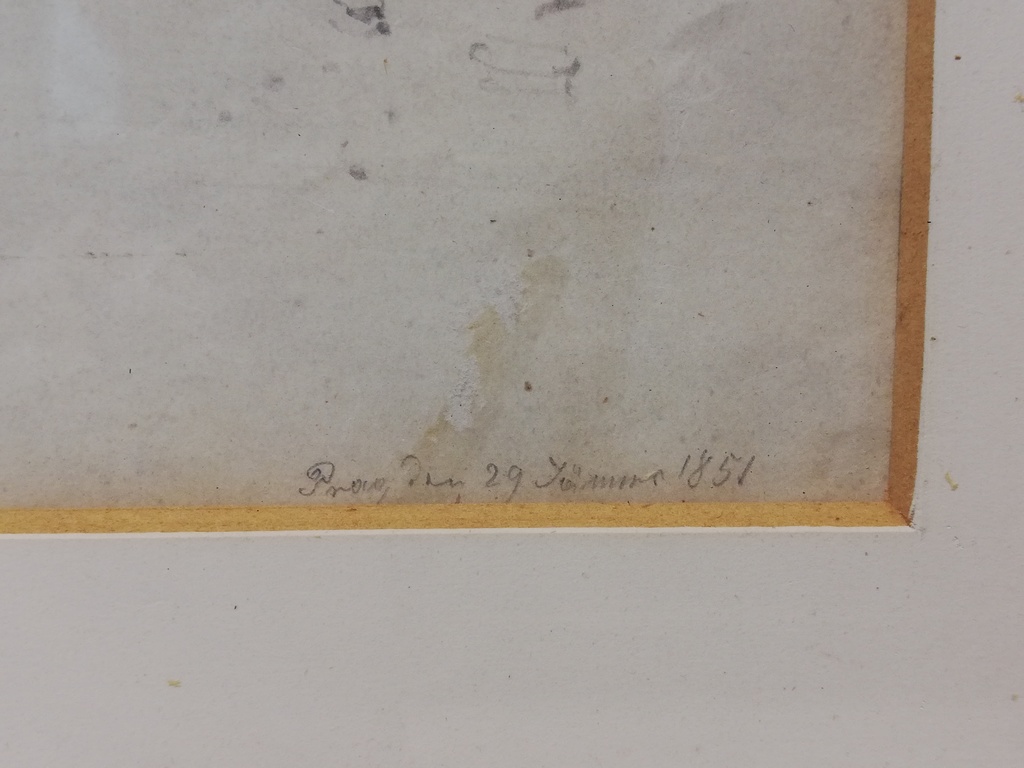 Prag, den 29 Jänner 1851